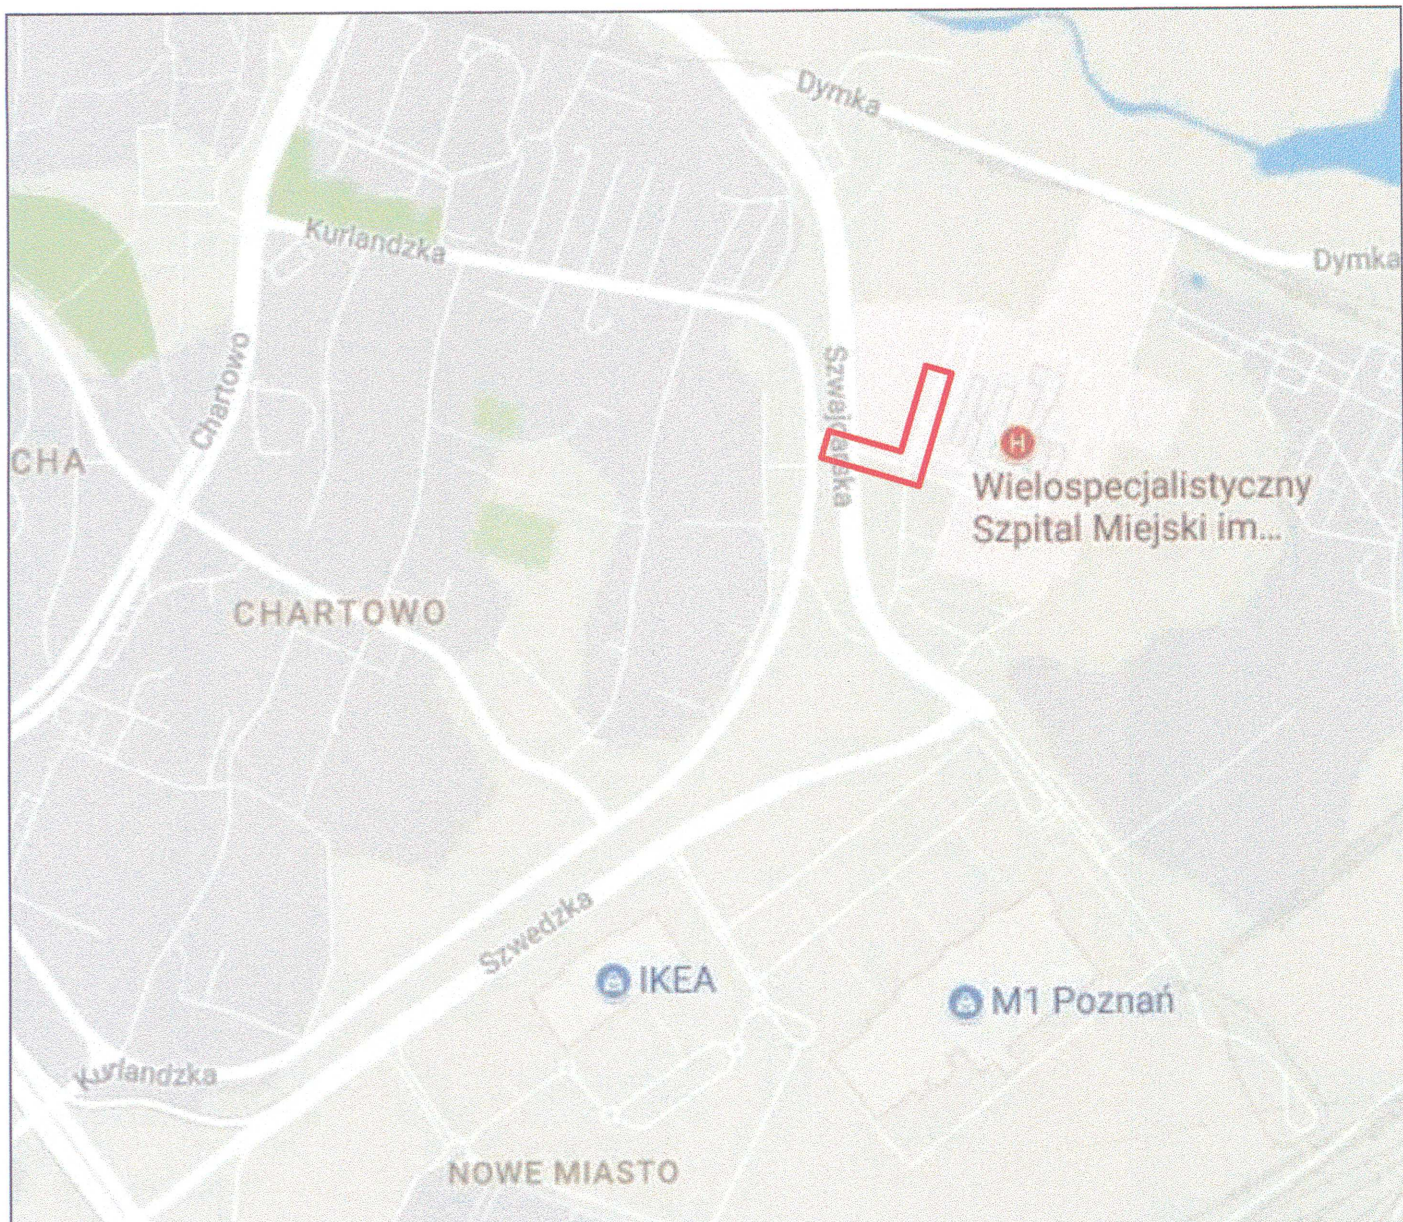 Dymka
Kurlandzka
Dymka
Chartowo
Szwajcarska
CHA
H
Wielospecjalistyczny
Szpital Miejski im...
CHARTOWO
Szwedzka
IKEA
M1 Poznań
Kurlandzka
NOWE MIASTO